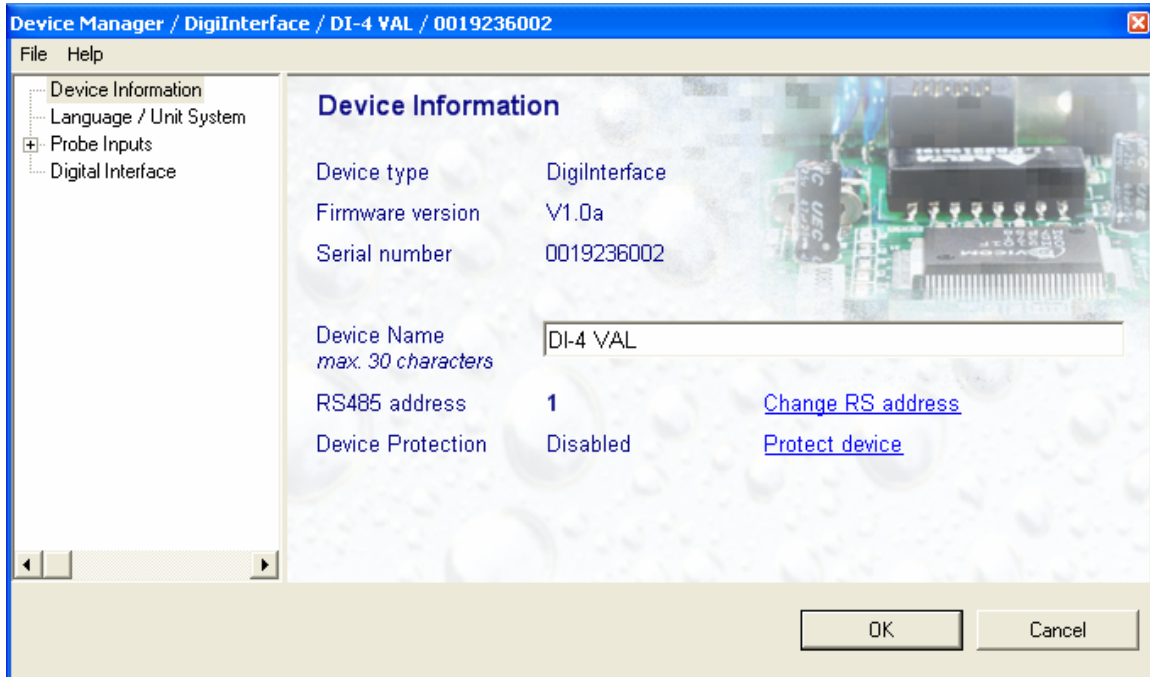 Device Manager / DigiInterface / DI-4 VAL / 0019236002
File Help
Device Information
Language / Unit System
Probe Inputs
Digital Interface
Device Information
Device type DigiInterface
Firmware version V1.0a
Serial number 0019236002
Device Name DI-4 VAL
max. 30 characters
RS485 address 1 Change RS address
Device Protection Disabled Protect device
OK Cancel